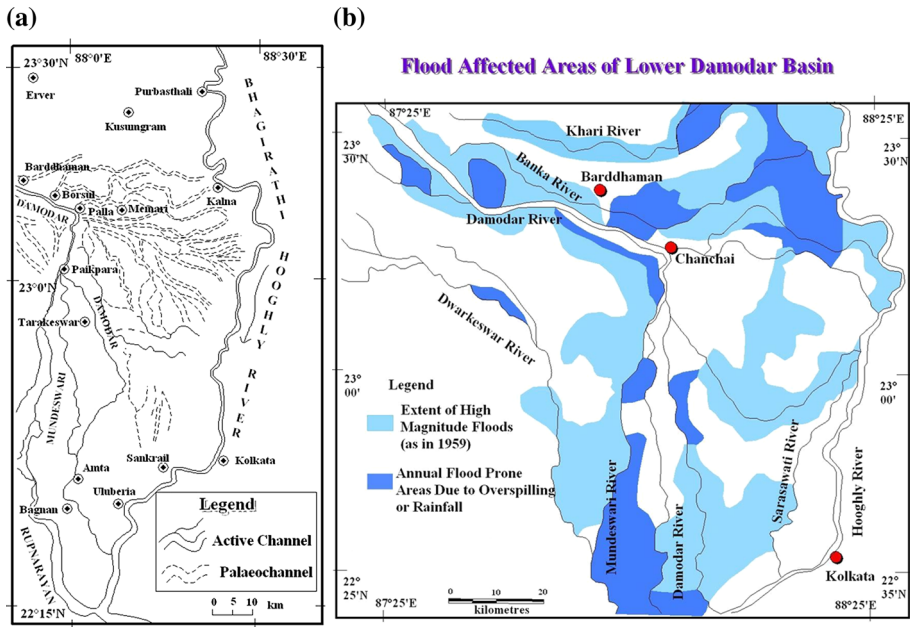 (a)
88°0'E
88°30'E
23°30'N
Erver
Purbasthali
Kusungram
Barddhaman
Borsul
DAMODAR
Palla
Memari
Kalna
BHAGIRATHI HOOGHLY RIVER
Paikpara
23°0'N
Tarakeswar
DAMODAR
MUNDESWARI
Sankrail
Kolkata
Amta
Uluberia
Bagnan
RUPNARAYAN
22°15'N
Legend
Active Channel
Palaeochannel
0 5 10
km
(b)
Flood Affected Areas of Lower Damodar Basin
87°25'E
88°25'E
23°
30'N
23°
30'N
Khari River
Banka River
Barddhaman
Damodar River
Chanchai
Dwarkeswar River
23°
00'
23°
00'
Legend
Extent of High
Magnitude Floods
(as in 1959)
Annual Flood Prone
Areas Due to Overspilling
or Rainfall
Mundeswari River
Damodar River
Sarasawati River
Hooghly River
Kolkata
22°
25'N
22°
35'N
87°25'E
88°25'E
0 10 20
kilometres